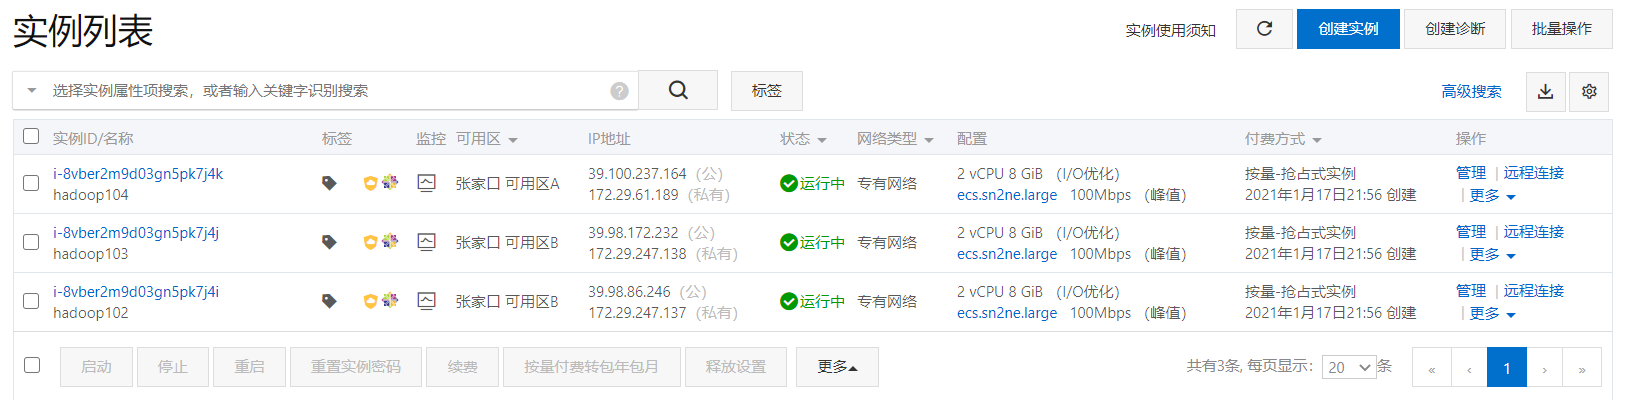 实例列表
实例使用须知 创建实例 创建诊断 批量操作
选择实例属性项搜索，或者输入关键字识别搜索 ? 标签 高级搜索
实例ID/名称 标签 监控 可用区 IP地址 状态 网络类型 配置 付费方式 操作
i-8vber2m9d03gn5pk7j4k 39.100.237.164 (公) 2 vCPU 8 GiB (I/O优化) 按量-抢占式实例 管理 | 远程连接
张家口 可用区A 运行中 专有网络
hadoop104 172.29.61.189 (私有) ecs.sn2ne.large 100Mbps (峰值) 2021年1月17日21:56 创建 | 更多
i-8vber2m9d03gn5pk7j4j 39.98.172.232 (公) 2 vCPU 8 GiB (I/O优化) 按量-抢占式实例 管理 | 远程连接
张家口 可用区B 运行中 专有网络
hadoop103 172.29.247.138 (私有) ecs.sn2ne.large 100Mbps (峰值) 2021年1月17日21:56 创建 | 更多
i-8vber2m9d03gn5pk7j4i 39.98.86.246 (公) 2 vCPU 8 GiB (I/O优化) 按量-抢占式实例 管理 | 远程连接
张家口 可用区B 运行中 专有网络
hadoop102 172.29.247.137 (私有) ecs.sn2ne.large 100Mbps (峰值) 2021年1月17日21:56 创建 | 更多
启动 停止 重启 重置实例密码 续费 按量付费转包年包月 释放设置 更多 共有3条, 每页显示: 20 条 « ‹ 1 › »